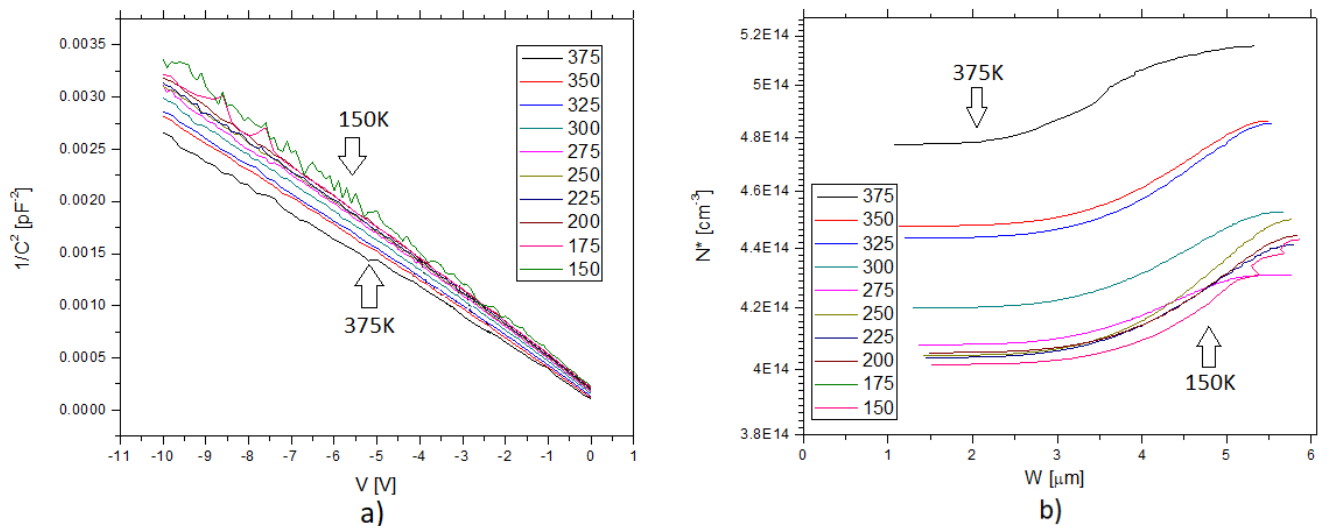 0.0035
0.0030
0.0025
0.0020
0.0015
0.0010
0.0005
0.0000
1/C² [pF⁻²]
-11 -10 -9 -8 -7 -6 -5 -4 -3 -2 -1 0 1
V [V]
a)
150K
375K
375
350
325
300
275
250
225
200
175
150
5.2E14
5E14
4.8E14
4.6E14
4.4E14
4.2E14
4E14
3.8E14
N* [cm⁻³]
0 1 2 3 4 5 6
W [μm]
b)
375K
150K
375
350
325
300
275
250
225
200
175
150